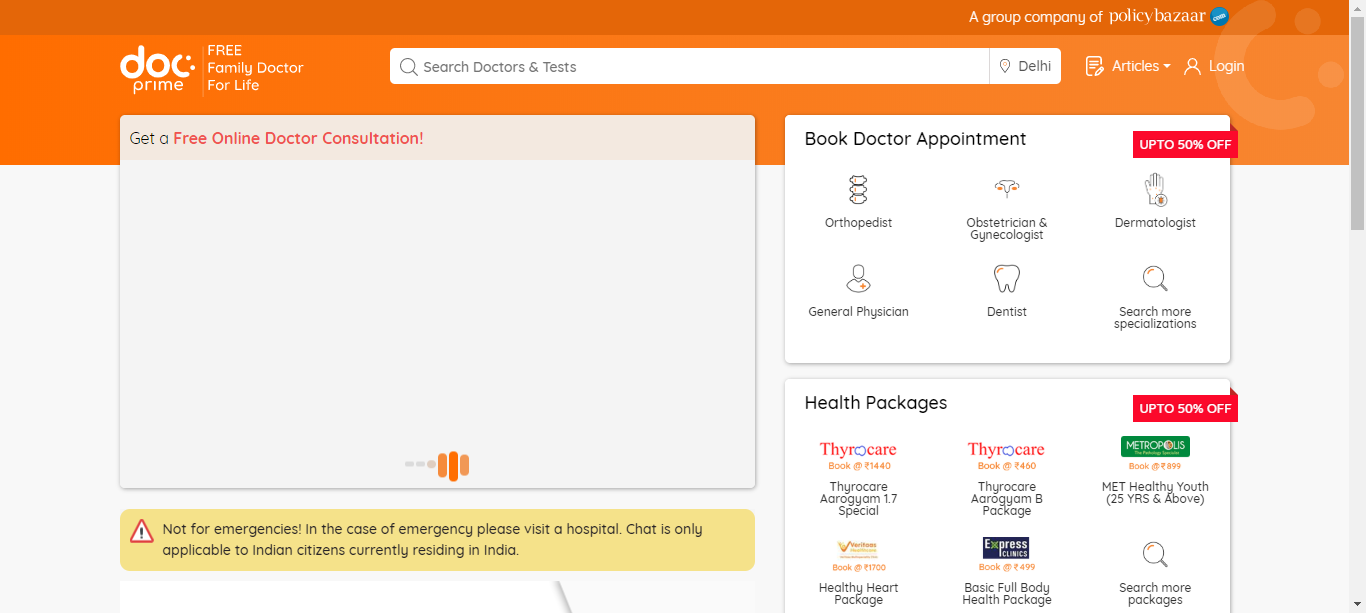 A group company of policybazaar com
doc prime
FREE
Family Doctor
For Life
Search Doctors & Tests
Delhi
Articles
Login
Get a Free Online Doctor Consultation!
Not for emergencies! In the case of emergency please visit a hospital. Chat is only
applicable to Indian citizens currently residing in India.
Book Doctor Appointment
UPTO 50% OFF
Orthopedist
Obstetrician &
Gynecologist
Dermatologist
General Physician
Dentist
Search more
specializations
Health Packages
UPTO 50% OFF
Thyrocare
Book @ ₹1440
Thyrocare
Aarogyam 1.7
Special
Thyrocare
Book @ ₹460
Thyrocare
Aarogyam B
Package
METROPOLIS
The Pathology Specialist
Book @ ₹899
MET Healthy Youth
(25 YRS & Above)
Veritaas
Healthcare
Book @ ₹1700
Healthy Heart
Package
Express
CLINICS
Book @ ₹499
Basic Full Body
Health Package
Search more
packages